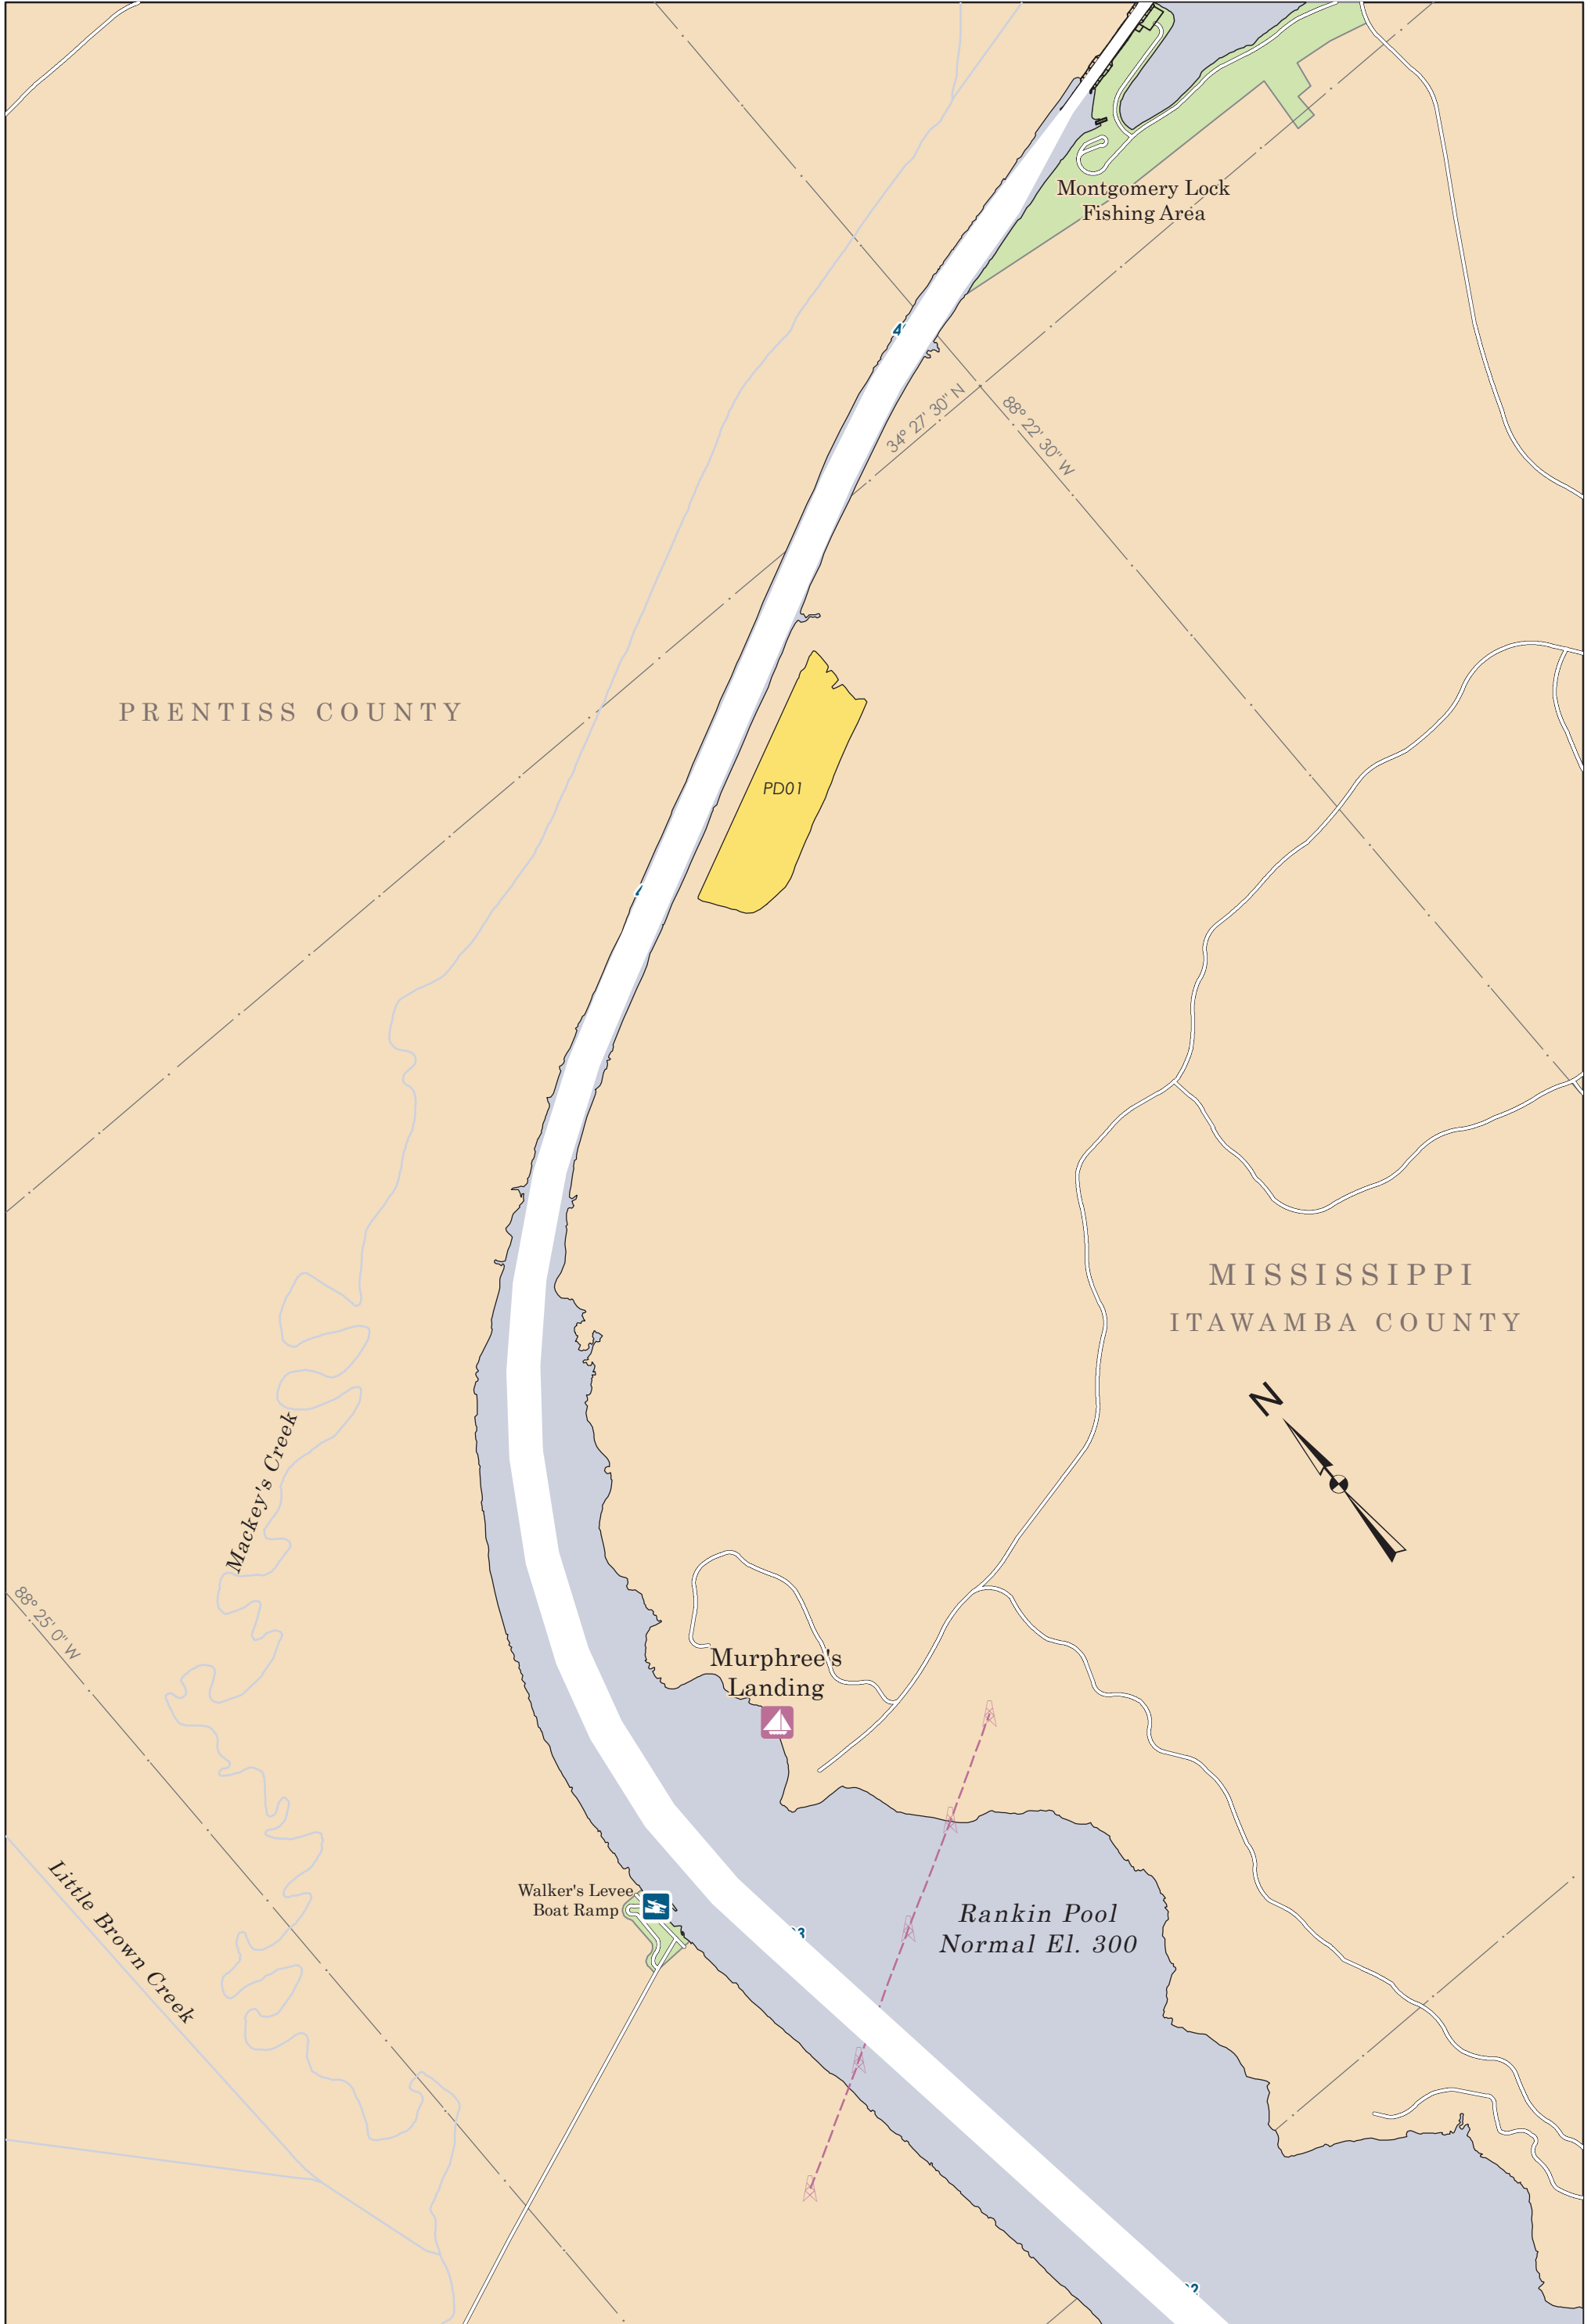 Montgomery Lock
Fishing Area
34° 27' 30" N
88° 22' 30" W
PRENTISS COUNTY
PD01
MISSISSIPPI
ITAWAMBA COUNTY
N
Mackey's Creek
88° 25' 0" W
Murphree's
Landing
Walker's Levee
Boat Ramp
Little Brown Creek
Rankin Pool
Normal El. 300